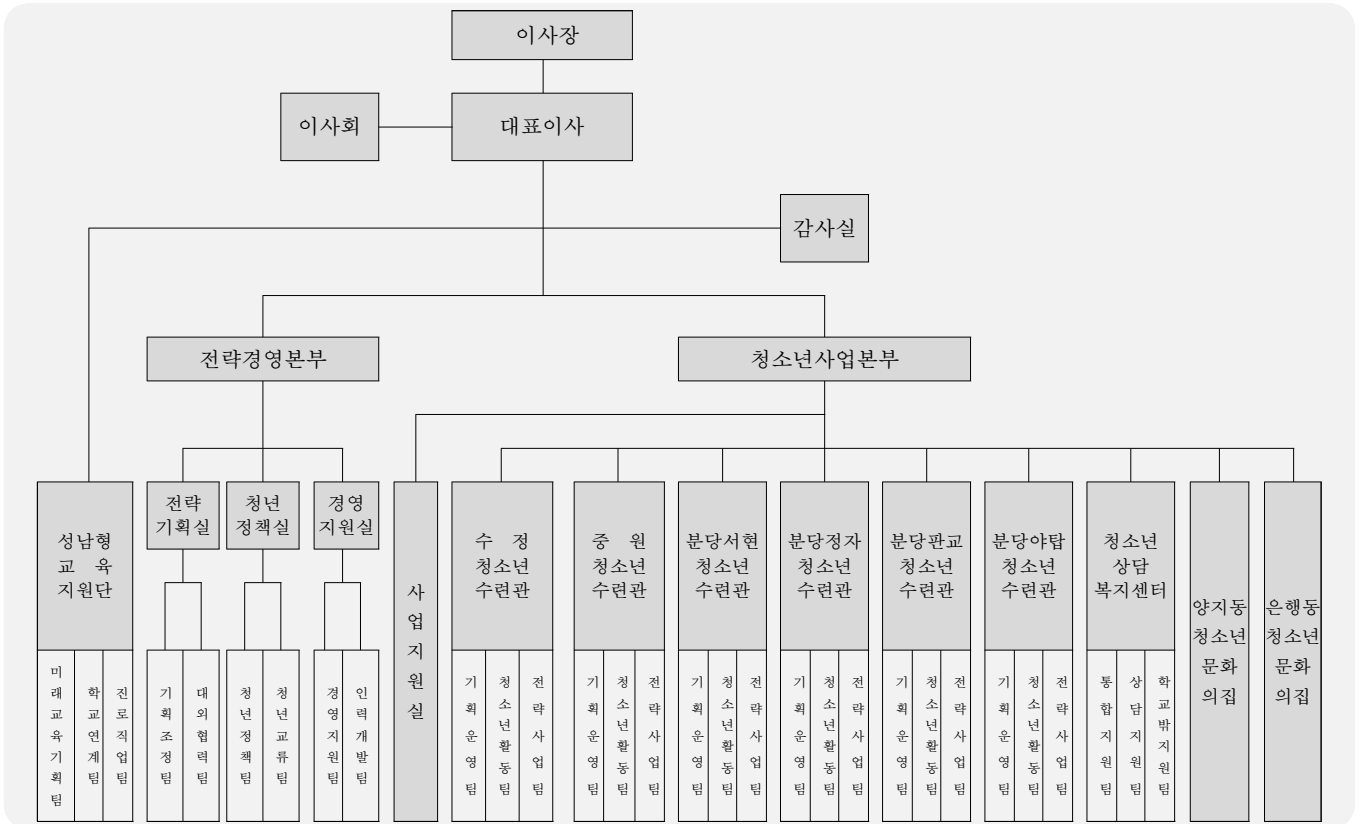 이사장
이사회
대표이사
감사실
전략경영본부
청소년사업본부
성남형
교 육
지원단
전략
기획실
청년
정책실
경영
지원실
사업지원실
수 정
청소년
수련관
중 원
청소년
수련관
분당서현
청소년
수련관
분당정자
청소년
수련관
분당판교
청소년
수련관
분당야탑
청소년
수련관
청소년
상담
복지센터
양지동
청소년
문화
의집
은행동
청소년
문화
의집
미래교육기획팀
학교연계팀
진로직업팀
기획조정팀
대외협력팀
청년정책팀
청년교류팀
경영지원팀
인력개발팀
기획운영팀
청소년활동팀
전략사업팀
기획운영팀
청소년활동팀
전략사업팀
기획운영팀
청소년활동팀
전략사업팀
기획운영팀
청소년활동팀
전략사업팀
기획운영팀
청소년활동팀
전략사업팀
기획운영팀
청소년활동팀
전략사업팀
통합지원팀
상담지원팀
학교밖지원팀